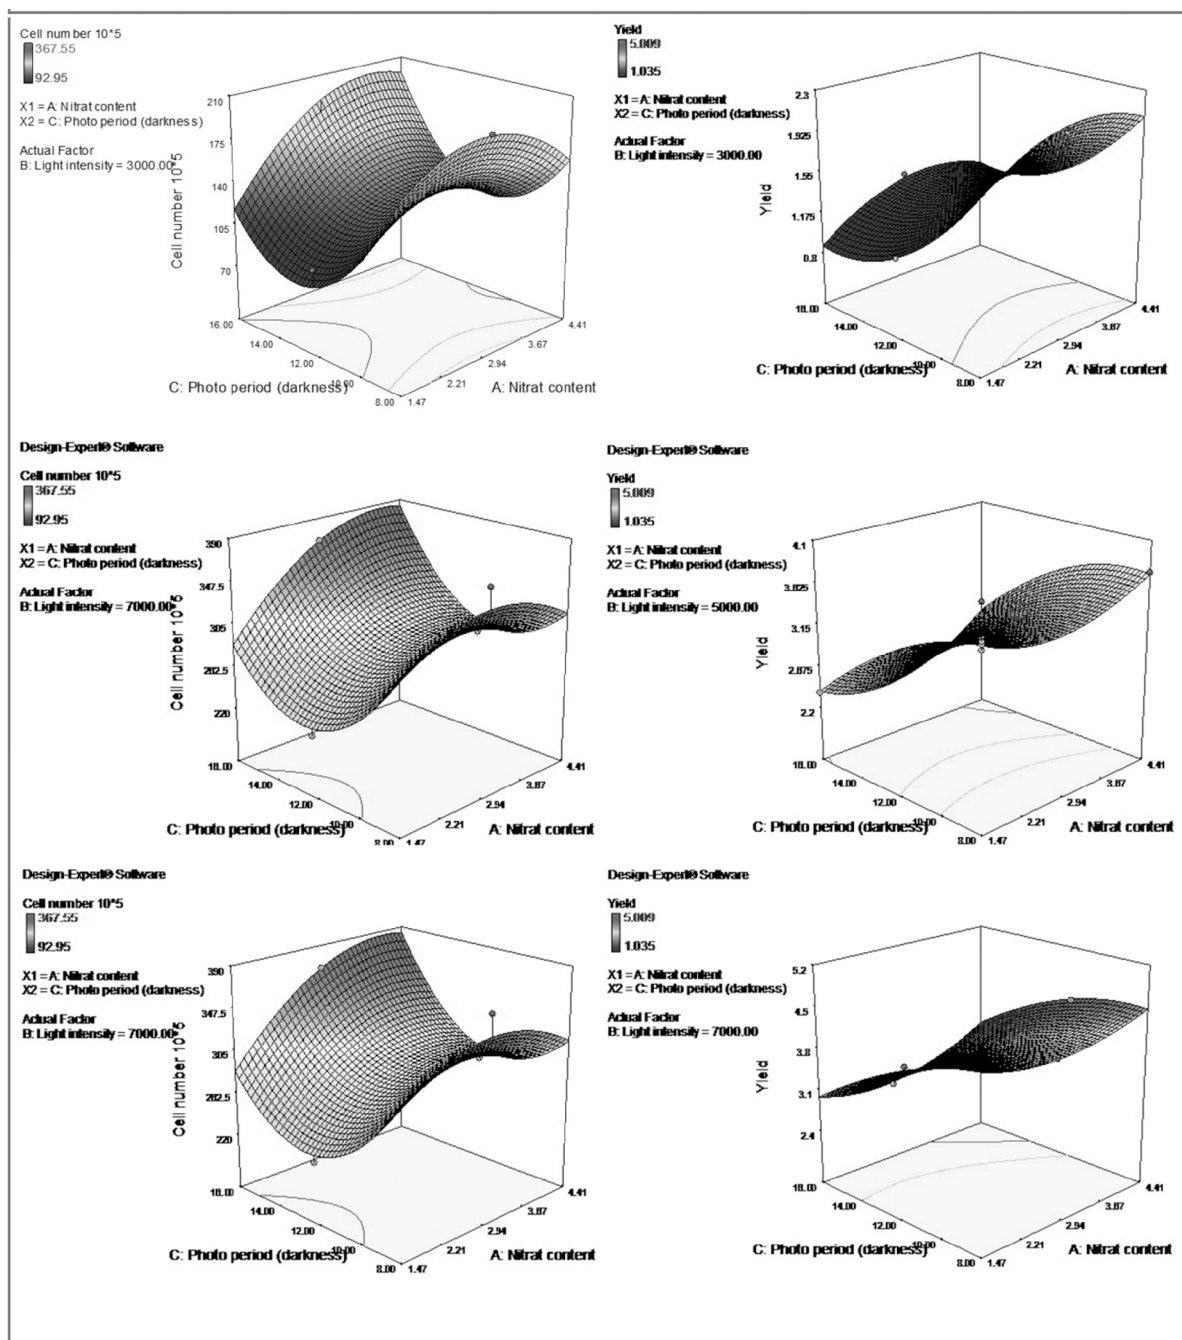 Cell number 10*5
367.55
92.95
X1 = A: Nitrat content
X2 = C: Photo period (darkness)
Actual Factor
B: Light intensity = 3000.00
210
175
140
105
70
Cell number 10*5
16.00
14.00
12.00
10.00
8.00
1.47
2.21
2.94
3.67
4.41
C: Photo period (darkness)
A: Nitrat content
Yield
5.009
1.035
X1 = A: Nitrat content
X2 = C: Photo period (darkness)
Actual Factor
B: Light intensity = 3000.00
2.3
1.925
1.55
1.175
0.8
Yield
16.00
14.00
12.00
10.00
8.00
1.47
2.21
2.94
3.67
4.41
C: Photo period (darkness)
A: Nitrat content
Design-Expert® Software
Cell number 10*5
367.55
92.95
X1 = A: Nitrat content
X2 = C: Photo period (darkness)
Actual Factor
B: Light intensity = 7000.00
390
347.5
305
262.5
220
Cell number 10*5
16.00
14.00
12.00
10.00
8.00
1.47
2.21
2.94
3.67
4.41
C: Photo period (darkness)
A: Nitrat content
Design-Expert® Software
Yield
5.009
1.035
X1 = A: Nitrat content
X2 = C: Photo period (darkness)
Actual Factor
B: Light intensity = 5000.00
4.1
3.15
2.2
Yield
16.00
14.00
12.00
10.00
8.00
1.47
2.21
2.94
3.67
4.41
C: Photo period (darkness)
A: Nitrat content
Design-Expert® Software
Cell number 10*5
367.55
92.95
X1 = A: Nitrat content
X2 = C: Photo period (darkness)
Actual Factor
B: Light intensity = 7000.00
390
347.5
305
262.5
220
Cell number 10*5
16.00
14.00
12.00
10.00
8.00
1.47
2.21
2.94
3.67
4.41
C: Photo period (darkness)
A: Nitrat content
Design-Expert® Software
Yield
5.009
1.035
X1 = A: Nitrat content
X2 = C: Photo period (darkness)
Actual Factor
B: Light intensity = 7000.00
5.2
4.5
3.8
3.1
2.4
Yield
16.00
14.00
12.00
10.00
8.00
1.47
2.21
2.94
3.67
4.41
C: Photo period (darkness)
A: Nitrat content